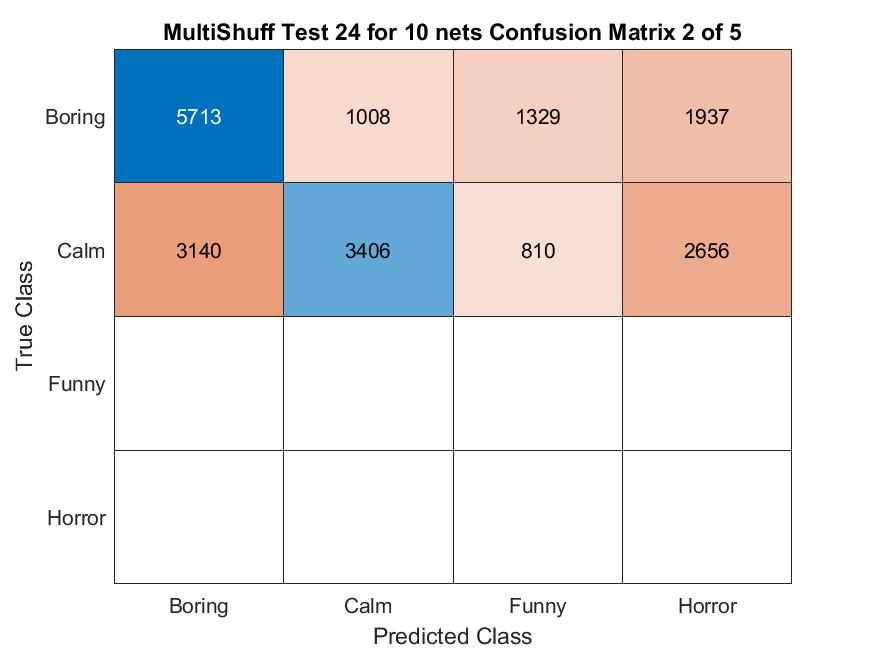 MultiShuff Test 24 for 10 nets Confusion Matrix 2 of 5
Boring 5713 1008 1329 1937
Calm 3140 3406 810 2656
Funny
Horror
True Class
Boring Calm Funny Horror
Predicted Class